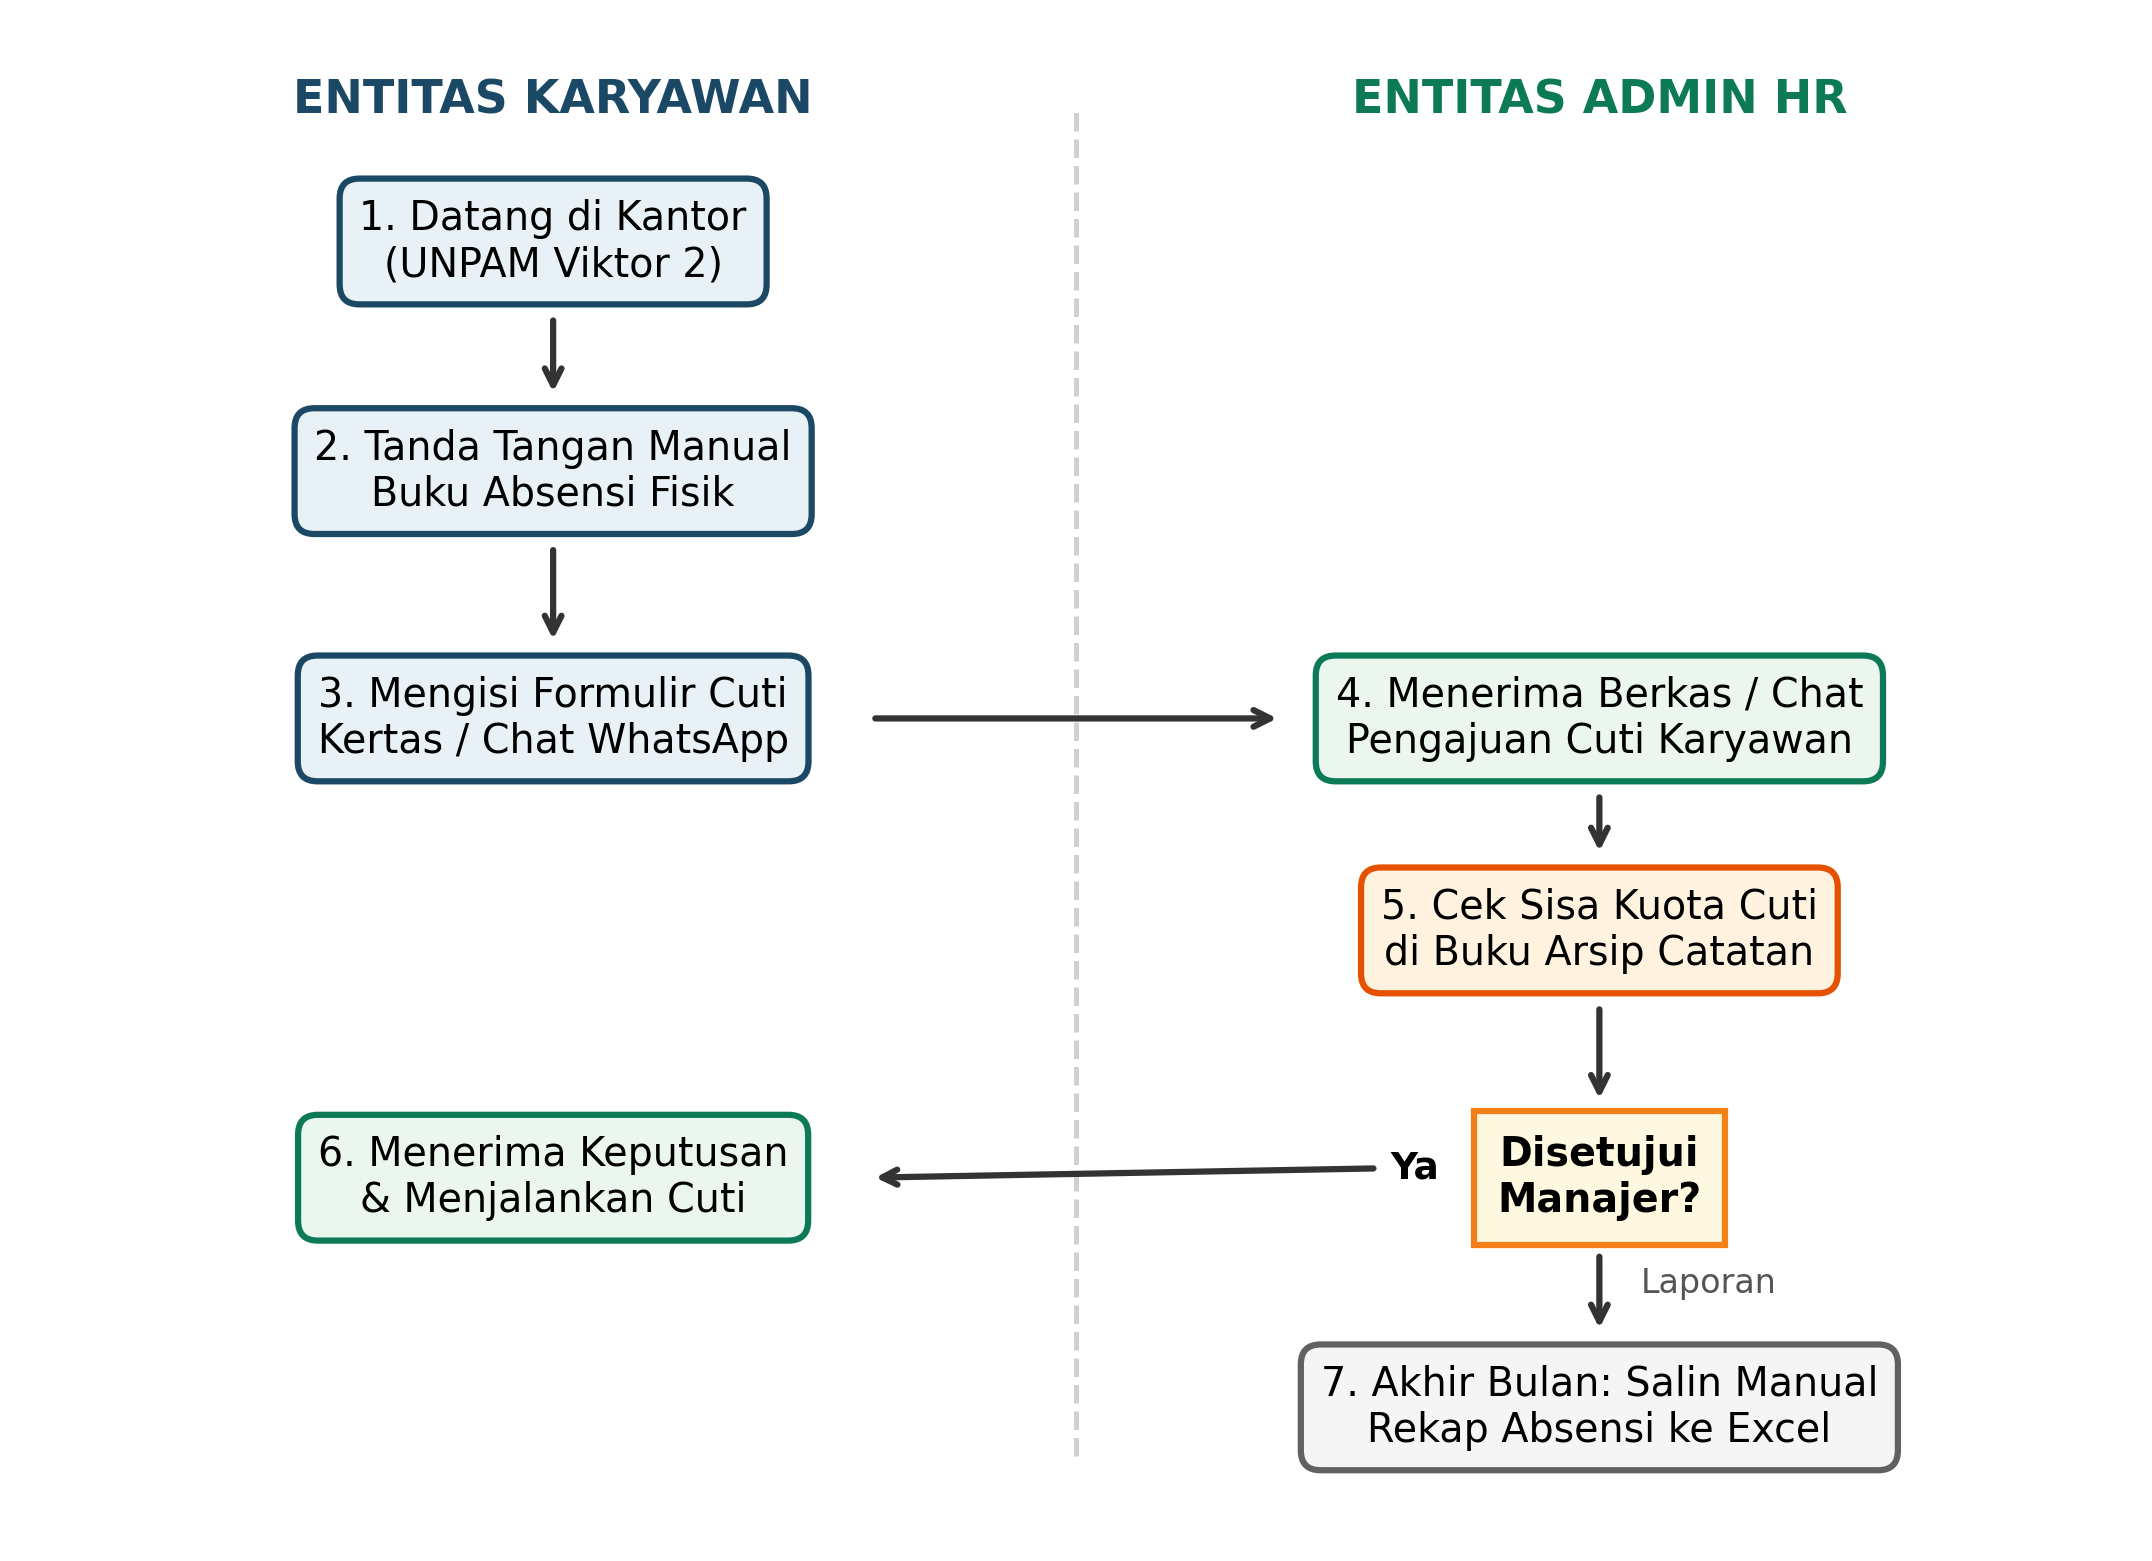 ENTITAS KARYAWAN
ENTITAS ADMIN HR
1. Datang di Kantor
(UNPAM Viktor 2)
2. Tanda Tangan Manual
Buku Absensi Fisik
3. Mengisi Formulir Cuti
Kertas / Chat WhatsApp
4. Menerima Berkas / Chat
Pengajuan Cuti Karyawan
5. Cek Sisa Kuota Cuti
di Buku Arsip Catatan
Disetujui
Manajer?
Ya
6. Menerima Keputusan
& Menjalankan Cuti
Laporan
7. Akhir Bulan: Salin Manual
Rekap Absensi ke Excel